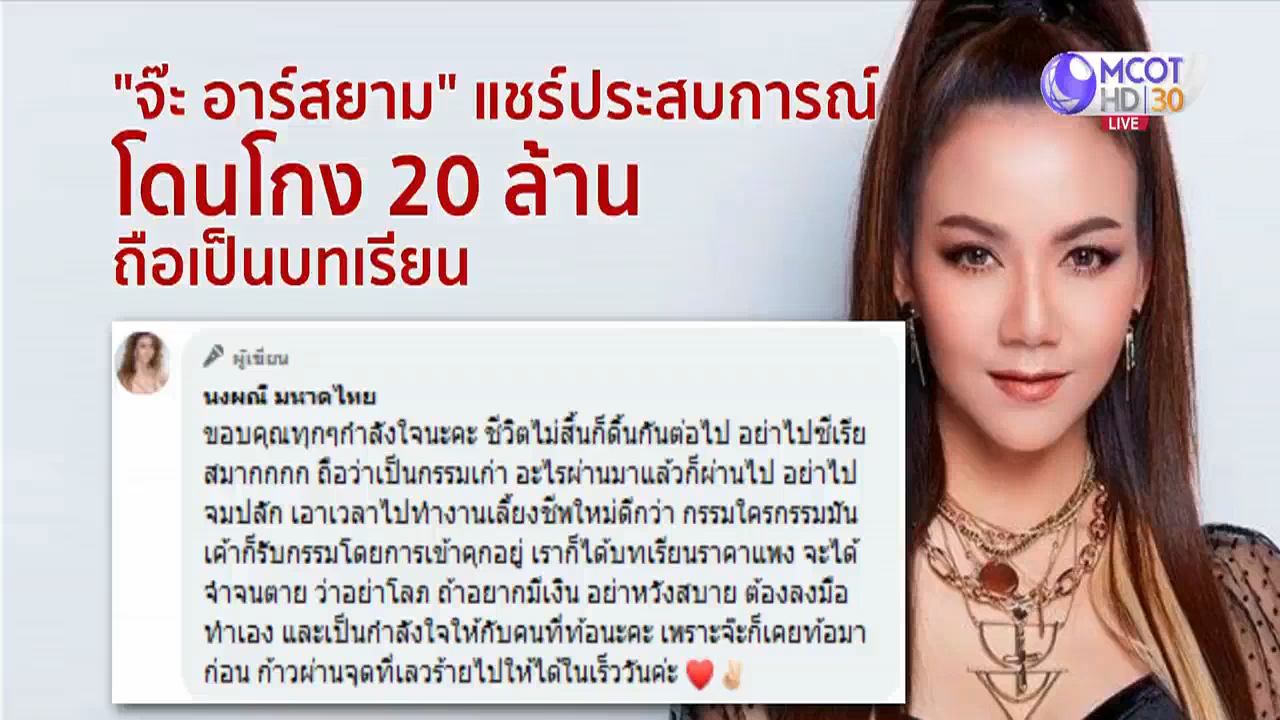 "จ๊ะ อาร์สยาม" แชร์ประสบการณ์
โดนโกง 20 ล้าน
ถือเป็นบทเรียน
MCOT
HD 30
LIVE
ผู้เขียน
นงผณี มหาดไทย
ขอบคุณทุกๆกำลังใจนะคะ ชีวิตไม่สิ้นก็ดิ้นกันต่อไป อย่าไปซีเรีย
สมากกกก ถือว่าเป็นกรรมเก่า อะไรผ่านมาแล้วก็ผ่านไป อย่าไป
จมปลัก เอาเวลาไปทำงานเลี้ยงชีพใหม่ดีกว่า กรรมใครกรรมมัน
เค้าก็รับกรรมโดยการเข้าคุกอยู่ เราก็ได้บทเรียนราคาแพง จะได้
จำจนตาย ว่าอย่าโลภ ถ้าอยากมีเงิน อย่าหวังสบาย ต้องลงมือ
ทำเอง และเป็นกำลังใจให้กับคนที่ท้อนะคะ เพราะจ๊ะก็เคยท้อมา
ก่อน ก้าวผ่านจุดที่เลวร้ายไปให้ได้ในเร็ววันค่ะ ❤️✌🏻